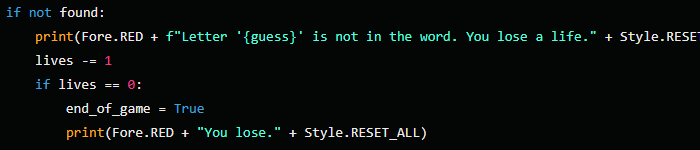 if not found:
print(Fore.RED + f"Letter '{guess}' is not in the word. You lose a life." + Style.RESE
lives -= 1
if lives == 0:
end_of_game = True
print(Fore.RED + "You lose." + Style.RESET_ALL)